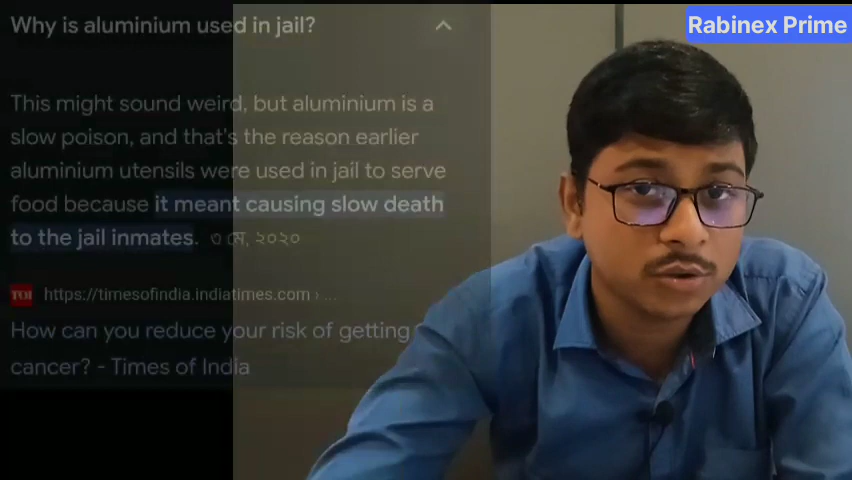 Rabinex Prime
Why is aluminium used in jail?
This might sound weird, but aluminium is a
slow poison, and that's the reason earlier
aluminium utensils were used in jail to serve
food because it meant causing slow death
to the jail inmates. ৩ মে, ২০২০
TOI https://timesofindia.indiatimes.com › ...
How can you reduce your risk of getting
cancer? - Times of India